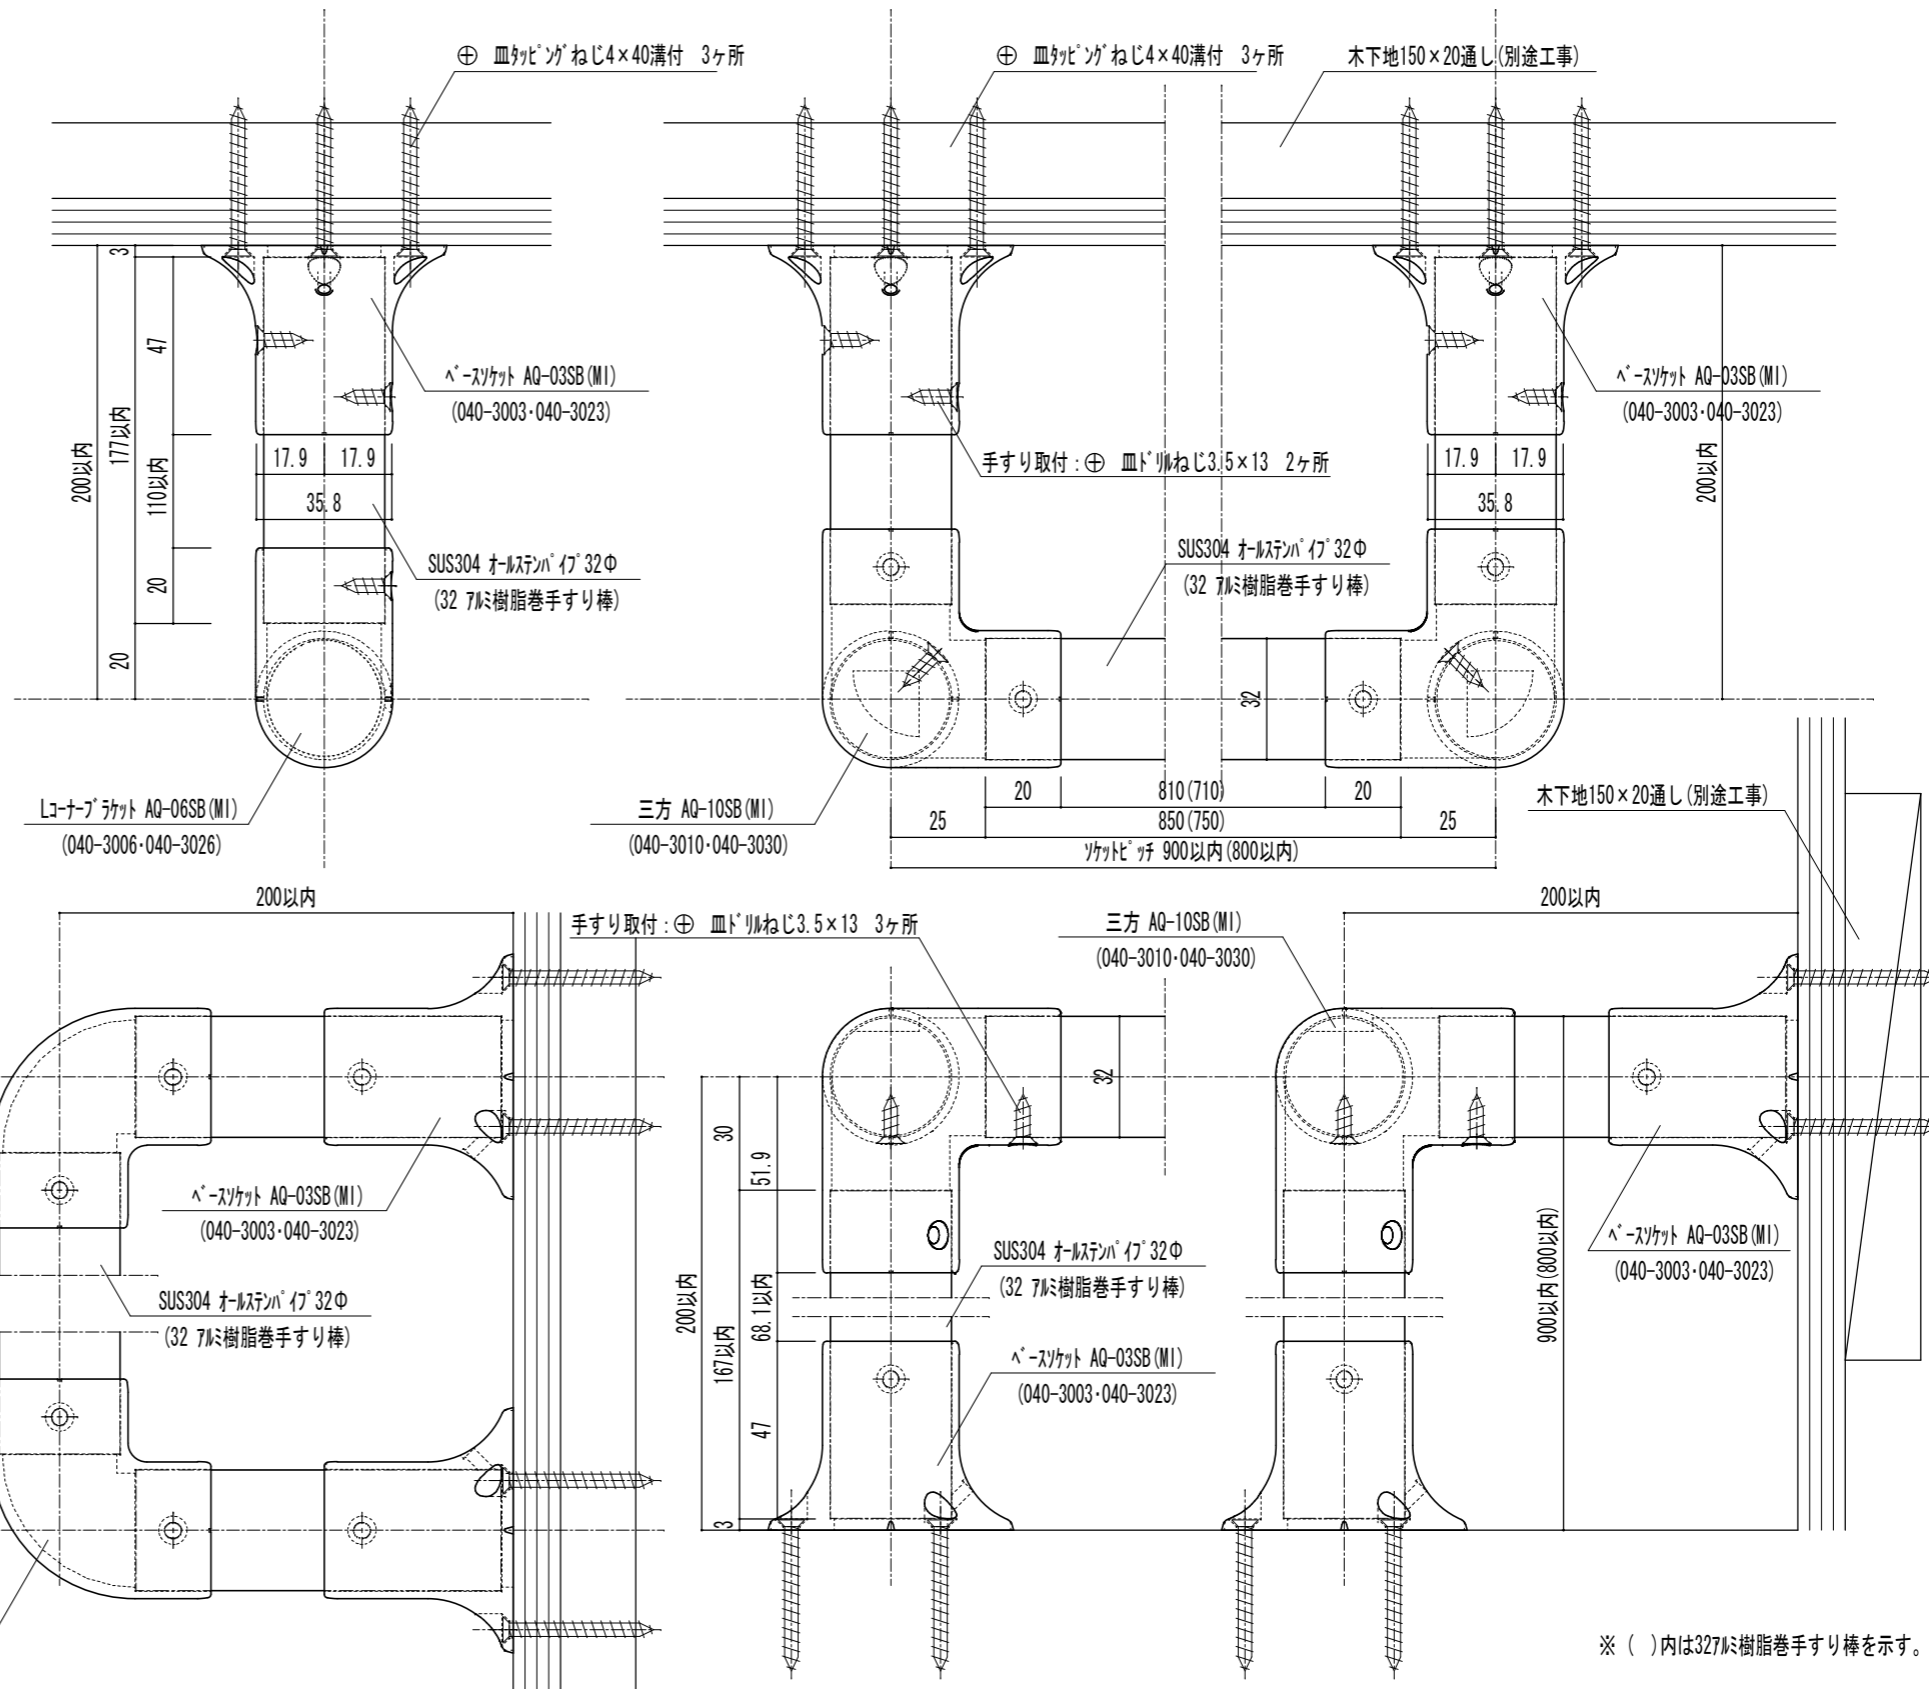 ⊕ 皿ﾀｯﾋﾟﾝｸﾞねじ4×40溝付 3ヶ所
⊕ 皿ﾀｯﾋﾟﾝｸﾞねじ4×40溝付 3ヶ所
木下地150×20通し(別途工事)
3
47
200以内
177以内
110以内
20
20
ﾍﾞｰｽｿｹｯﾄ AQ-03SB(MI)
(040-3003･040-3023)
17.9 17.9
35.8
SUS304 ｵｰﾙｽﾃﾝﾊﾟｲﾌﾟ32Φ
(32 ｱﾙﾐ樹脂巻手すり棒)
Lｺｰﾅｰﾌﾞﾗｹｯﾄ AQ-06SB(MI)
(040-3006･040-3026)
手すり取付:⊕ 皿ﾄﾞﾘﾙねじ3.5×13 2ヶ所
SUS304 ｵｰﾙｽﾃﾝﾊﾟｲﾌﾟ32Φ
(32 ｱﾙﾐ樹脂巻手すり棒)
ﾍﾞｰｽｿｹｯﾄ AQ-03SB(MI)
(040-3003･040-3023)
17.9 17.9
35.8
200以内
32
三方 AQ-10SB(MI)
(040-3010･040-3030)
20 810(710) 20
25 850(750) 25
ｿｹｯﾄﾋﾟｯﾁ 900以内(800以内)
木下地150×20通し(別途工事)
200以内
ﾍﾞｰｽｿｹｯﾄ AQ-03SB(MI)
(040-3003･040-3023)
SUS304 ｵｰﾙｽﾃﾝﾊﾟｲﾌﾟ32Φ
(32 ｱﾙﾐ樹脂巻手すり棒)
手すり取付:⊕ 皿ﾄﾞﾘﾙねじ3.5×13 3ヶ所
三方 AQ-10SB(MI)
(040-3010･040-3030)
200以内
32
30
51.9
200以内
167以内
68.1以内
47
3
SUS304 ｵｰﾙｽﾃﾝﾊﾟｲﾌﾟ32Φ
(32 ｱﾙﾐ樹脂巻手すり棒)
ﾍﾞｰｽｿｹｯﾄ AQ-03SB(MI)
(040-3003･040-3023)
900以内(800以内)
ﾍﾞｰｽｿｹｯﾄ AQ-03SB(MI)
(040-3003･040-3023)
※ ( )内は32ｱﾙﾐ樹脂巻手すり棒を示す。